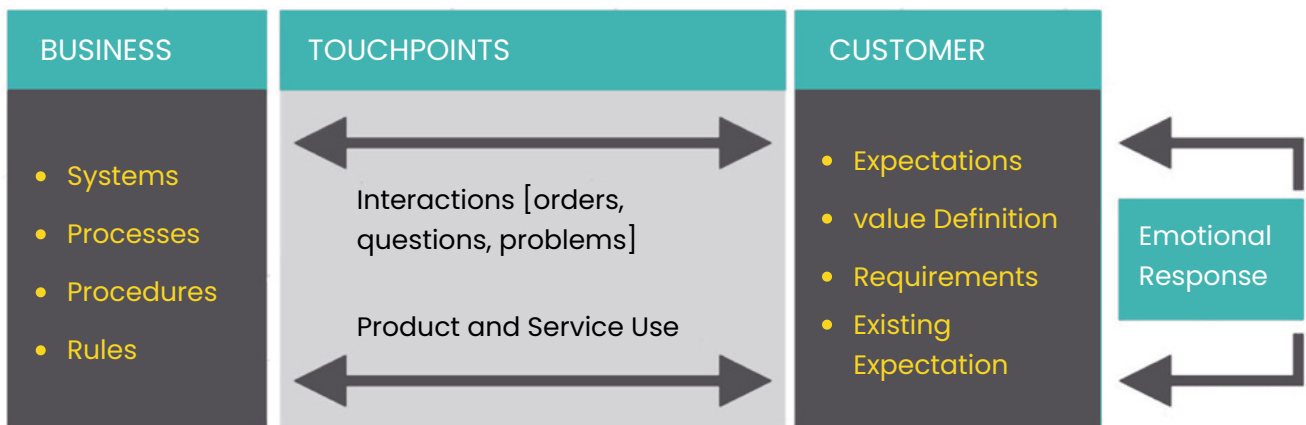 BUSINESS
Systems
Processes
Procedures
Rules
TOUCHPOINTS
Interactions [orders,
questions, problems]
Product and Service Use
CUSTOMER
Expectations
value Definition
Requirements
Existing
Expectation
Emotional
Response